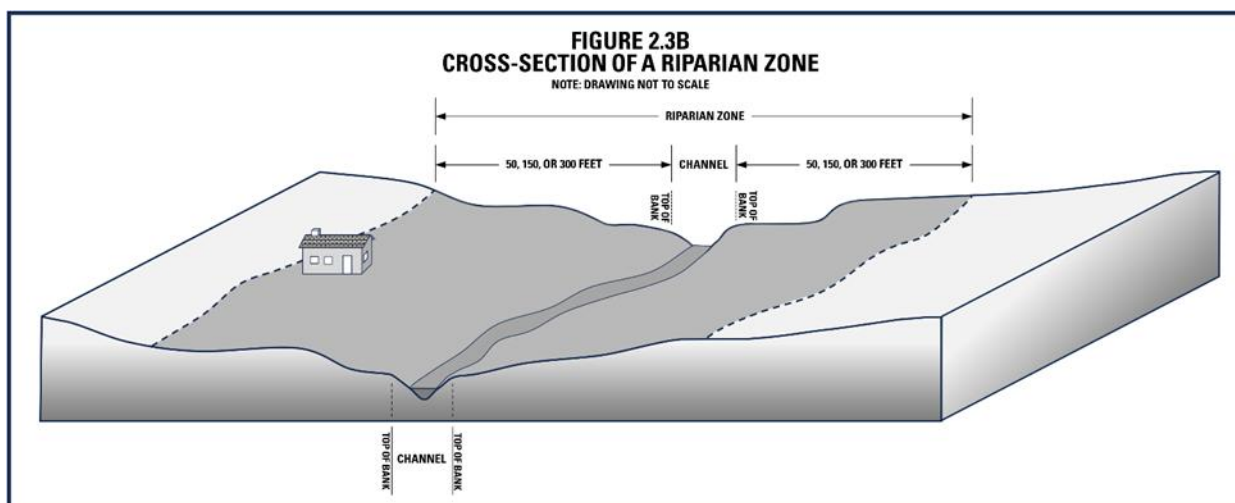 FIGURE 2.3B
CROSS-SECTION OF A RIPARIAN ZONE
NOTE: DRAWING NOT TO SCALE
RIPARIAN ZONE
50, 150, OR 300 FEET
CHANNEL
50, 150, OR 300 FEET
TOP OF BANK
TOP OF BANK
TOP OF BANK
CHANNEL
TOP OF BANK